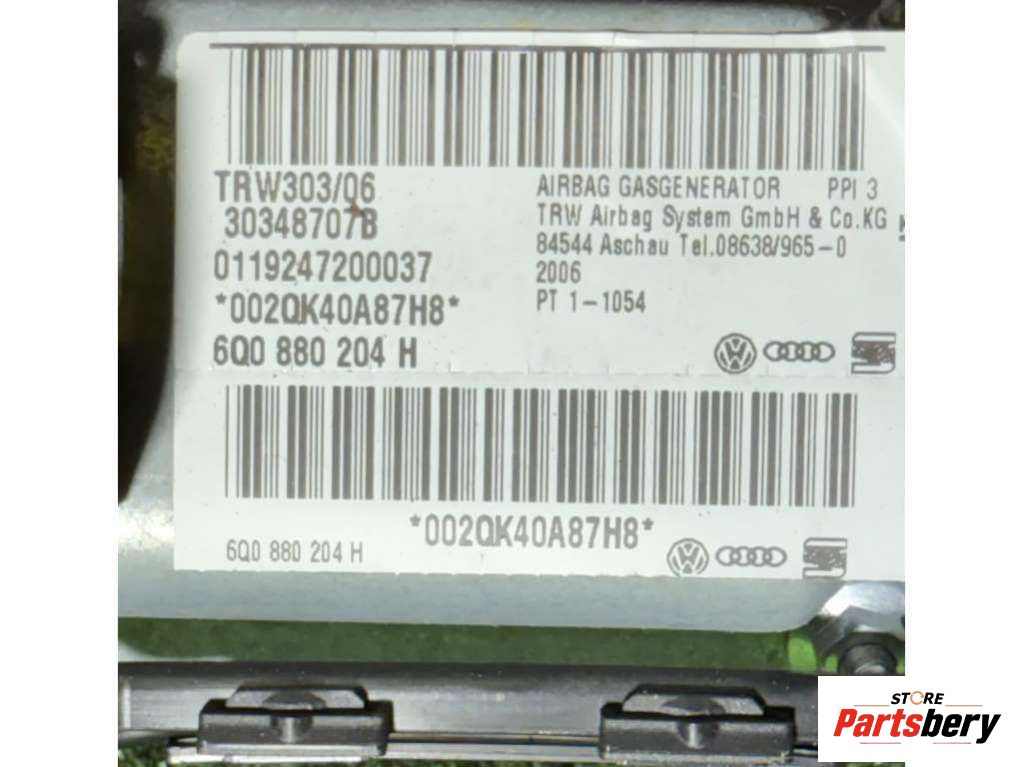 TRW303/Q6
30348707B
0119247200037
*002QK40A87H8*
6Q0 880 204 H
AIRBAG GASGENERATOR PPI 3
TRW Airbag System GmbH & Co.KG
84544 Aschau Tel.08638/965-0
2006
PT 1-1054
*002QK40A87H8*
6Q0 880 204 H
STORE
Partsbery